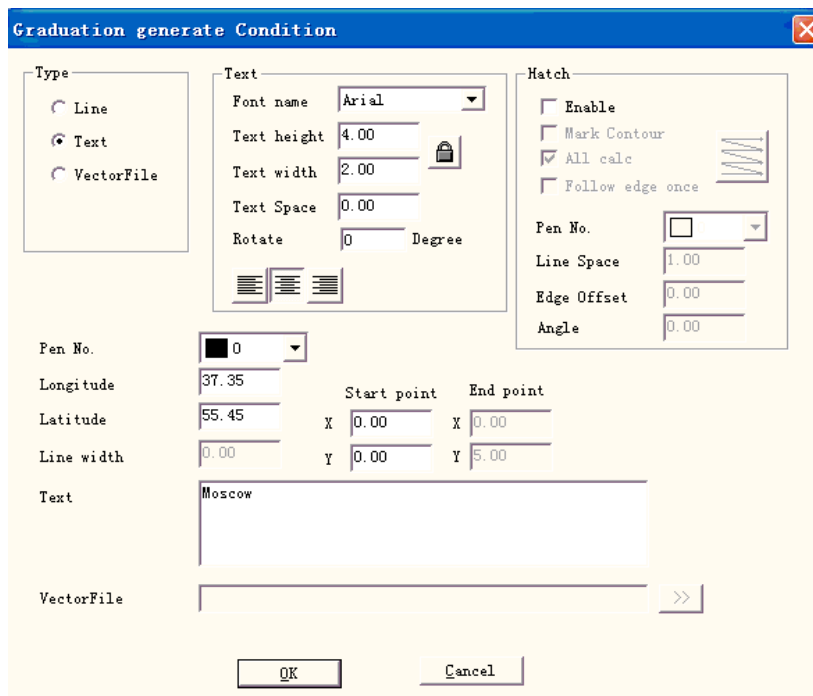 Graduation generate Condition
Type
Line
Text
VectorFile
Text
Font name Arial
Text height 4.00
Text width 2.00
Text Space 0.00
Rotate 0 Degree
Hatch
Enable
Mark Contour
All calc
Follow edge once
Pen No.
Line Space 1.00
Edge Offset 0.00
Angle 0.00
Pen No. 0
Longitude 37.35
Latitude 55.45
Line width 0.00
Start point End point
X 0.00 X 0.00
Y 0.00 Y 5.00
Text Moscow
VectorFile >>
OK Cancel